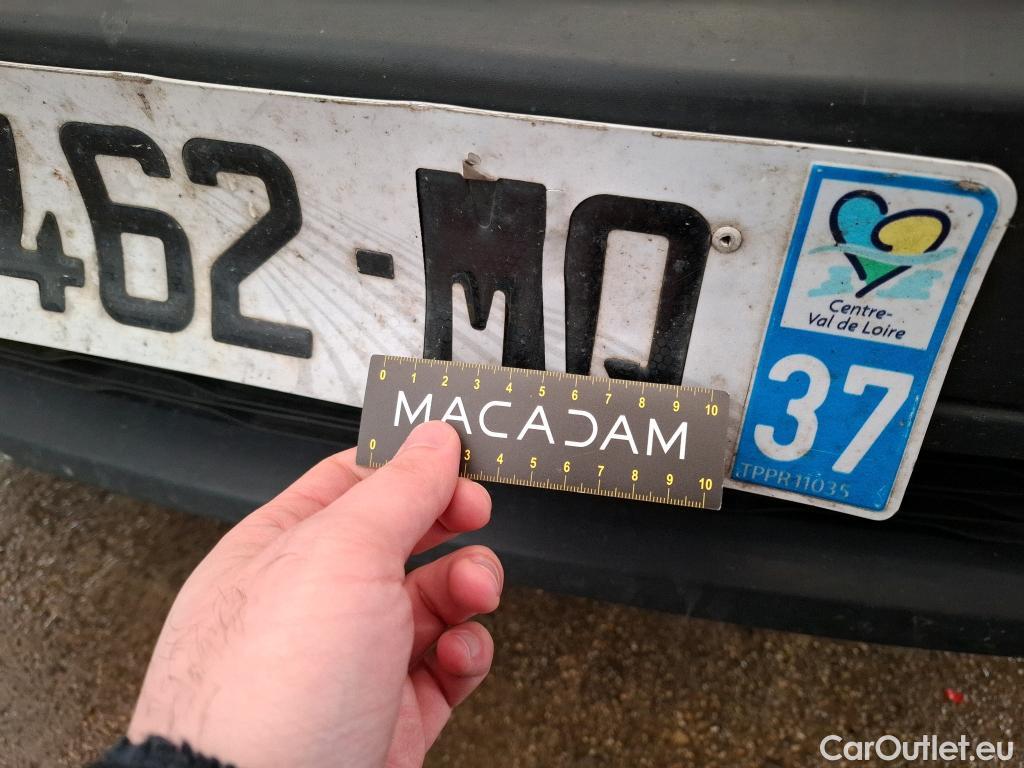 462-MQ
Centre-
Val de Loire
37
TPPR11035
0 1 2 3 4 5 6 7 8 9 10
MACADAM
0 3 4 5 6 7 8 9 10
CarOutlet.eu